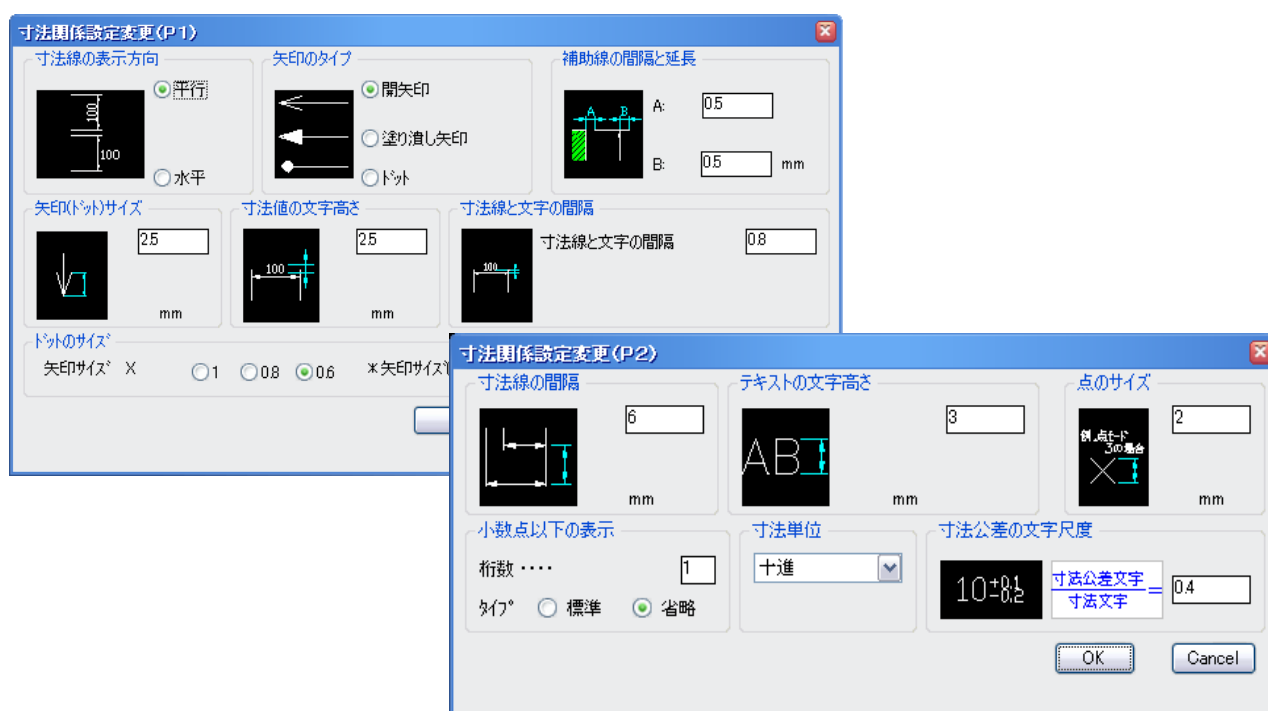 寸法関係設定変更(P1)
寸法線の表示方向
100
100
平行
水平
矢印のタイプ
開矢印
塗り潰し矢印
ﾄﾞｯﾄ
補助線の間隔と延長
A B
A: 0.5
B: 0.5 mm
矢印(ﾄﾞｯﾄ)サイズ
2.5
mm
寸法値の文字高さ
100
2.5
mm
寸法線と文字の間隔
100
寸法線と文字の間隔 0.8
ﾄﾞｯﾄのｻｲｽﾞ
矢印ｻｲｽﾞ X 1 0.8 0.6 *矢印ｻｲｽﾞ
寸法関係設定変更(P2)
寸法線の間隔
6
mm
テキストの文字高さ
AB
3
mm
点のサイズ
例.点ﾓｰﾄﾞ
3の場合
2
mm
小数点以下の表示
桁数 ････ 1
ﾀｲﾌﾟ 標準 省略
寸法単位
十進
寸法公差の文字尺度
寸法公差文字
寸法文字
= 0.4
OK Cancel